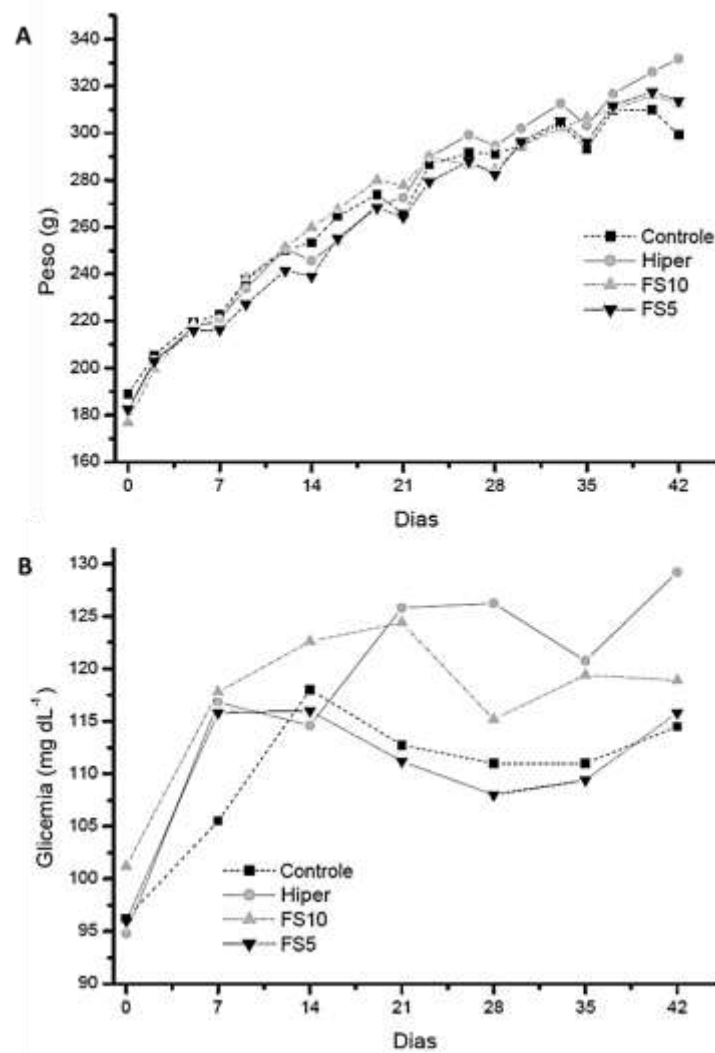 A
Peso (g)
340
320
300
280
260
240
220
200
180
160
0 7 14 21 28 35 42
Dias
Controle
Hiper
FS10
FS5
B
Glicemia (mg dL⁻¹)
130
125
120
115
110
105
100
95
90
0 7 14 21 28 35 42
Dias
Controle
Hiper
FS10
FS5